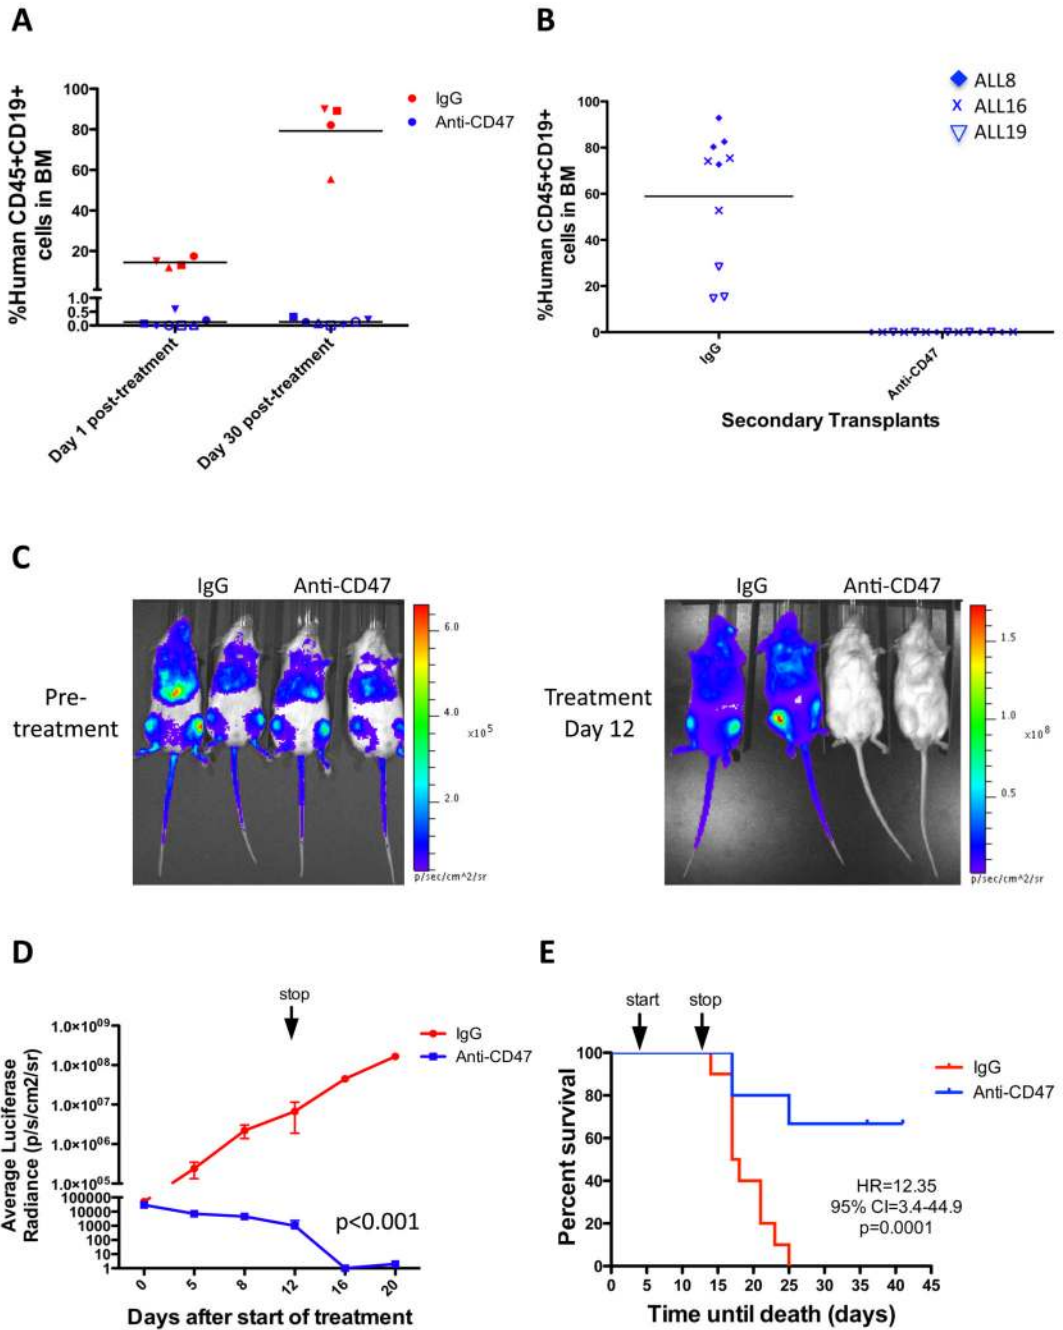 A
%Human CD45+CD19+
cells in BM
100
80
60
40
20
1.0
0.5
0.0
Day 1 post-treatment
Day 30 post-treatment
IgG
Anti-CD47
B
%Human CD45+CD19+
cells in BM
100
80
60
40
20
0
IgG
Anti-CD47
Secondary Transplants
ALL8
ALL16
ALL19
C
IgG
Anti-CD47
Pre-
treatment
6.0
4.0
x10^5
2.0
p/sec/cm^2/sr
IgG
Anti-CD47
Treatment
Day 12
1.5
1.0
x10^8
0.5
p/sec/cm^2/sr
D
stop
IgG
Anti-CD47
Average Luciferase
Radiance (p/s/cm2/sr)
1.0×10^09
1.0×10^08
1.0×10^07
1.0×10^06
1.0×10^05
100000
10000
1000
100
10
1
p<0.001
0
5
8
12
16
20
Days after start of treatment
E
start
stop
IgG
Anti-CD47
Percent survival
100
80
60
40
20
0
HR=12.35
95% CI=3.4-44.9
p=0.0001
0 5 10 15 20 25 30 35 40 45
Time until death (days)